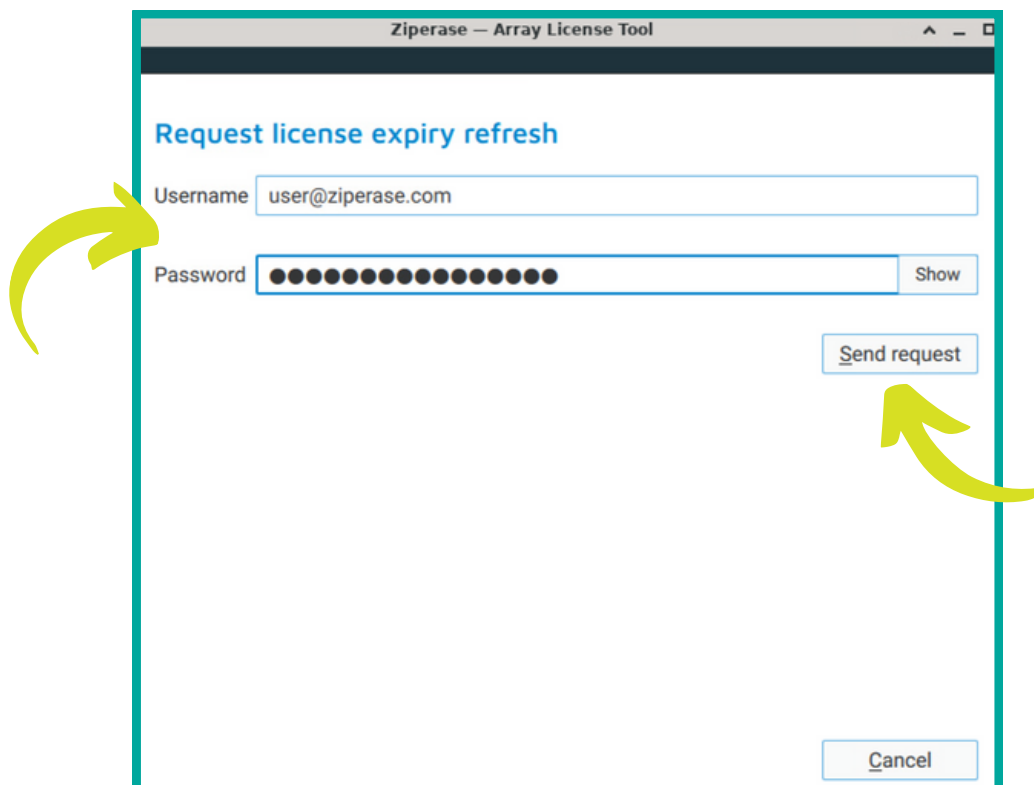 Ziperase — Array License Tool
Request license expiry refresh
Username user@ziperase.com
Password ●●●●●●●●●●●●●●●● Show
Send request
Cancel